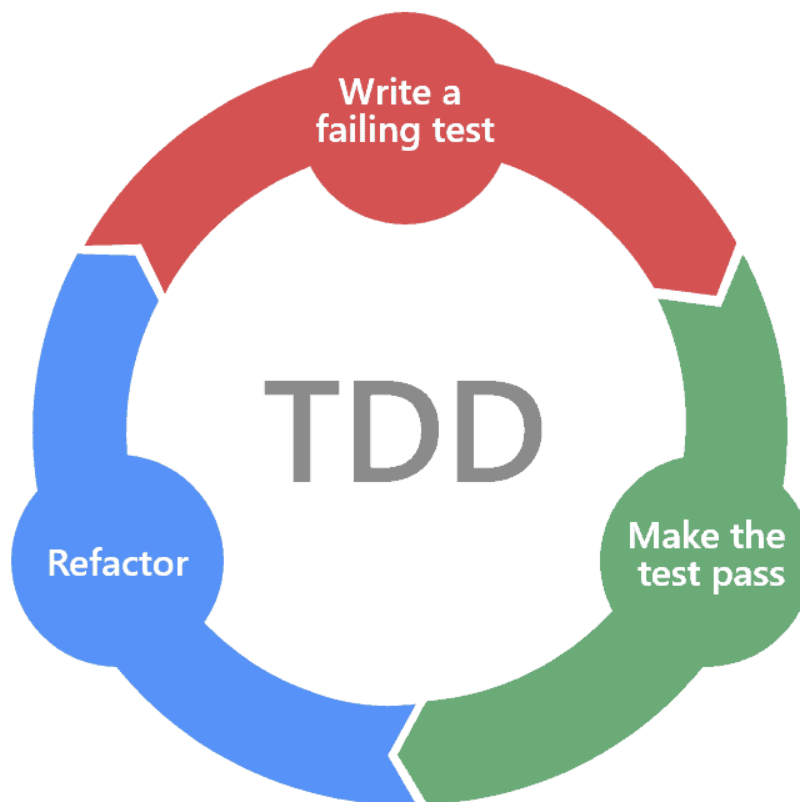 Write a
failing test
TDD
Make the
test pass
Refactor